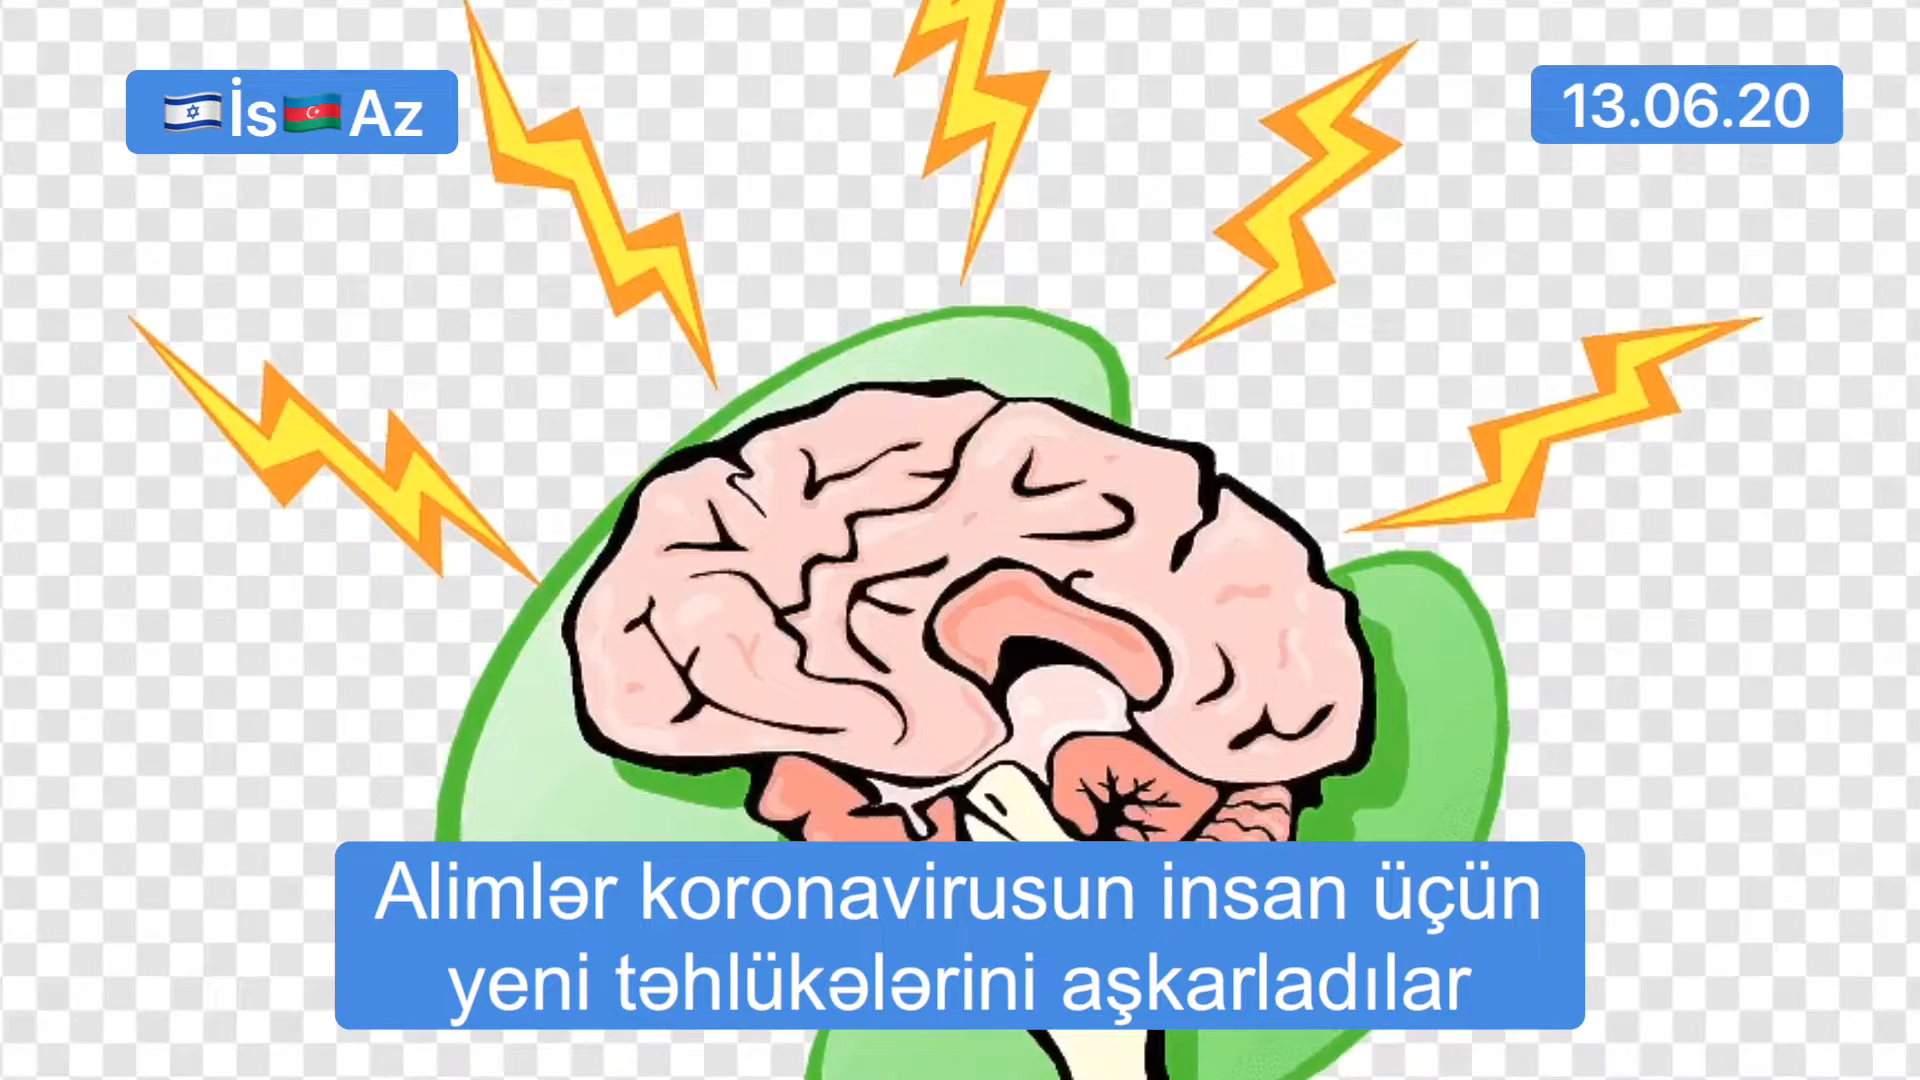 🇮🇱İs🇦🇿Az
13.06.20
Alimlər koronavirusun insan üçün
yeni təhlükələrini aşkarladılar